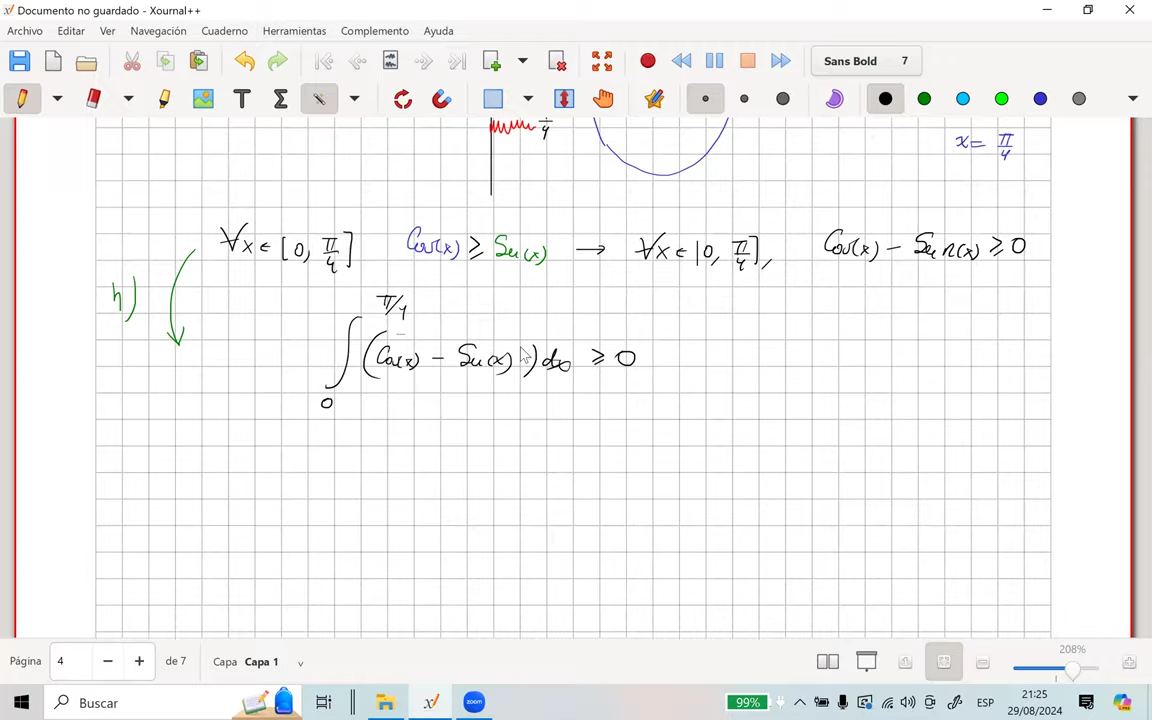 Documento no guardado - Xournal++
Archivo Editar Ver Navegación Cuaderno Herramientas Complemento Ayuda
Sans Bold 7
π
4
x = π/4
∀x ∈ [0, π/4] Cos(x) ≥ Sen(x) → ∀x ∈ [0, π/4], Cos(x) - Sen(x) ≥ 0
h)
∫₀^(π/4) (Cos(x) - Sen(x)) dx ≥ 0
Página 4 de 7 Capa Capa 1 208%
Buscar zoom 99% ESP 21:25
29/08/2024